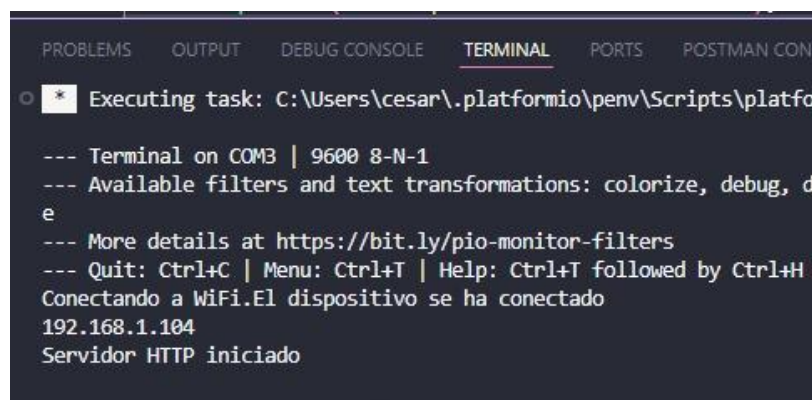 PROBLEMS OUTPUT DEBUG CONSOLE TERMINAL PORTS POSTMAN CON
* Executing task: C:\Users\cesar\.platformio\penv\Scripts\platfo
--- Terminal on COM3 | 9600 8-N-1
--- Available filters and text transformations: colorize, debug, d
e
--- More details at https://bit.ly/pio-monitor-filters
--- Quit: Ctrl+C | Menu: Ctrl+T | Help: Ctrl+T followed by Ctrl+H
Conectando a WiFi.El dispositivo se ha conectado
192.168.1.104
Servidor HTTP iniciado